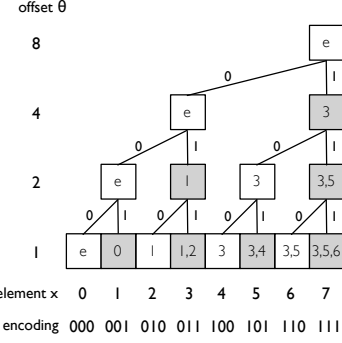 offset θ
8 e
0 1
4 e 3
0 1 0 1
2 e 1 3 3,5
0 1 0 1 0 1 0 1
1 e 0 1 1,2 3 3,4 3,5 3,5,6
element x 0 1 2 3 4 5 6 7
encoding 000 001 010 011 100 101 110 111